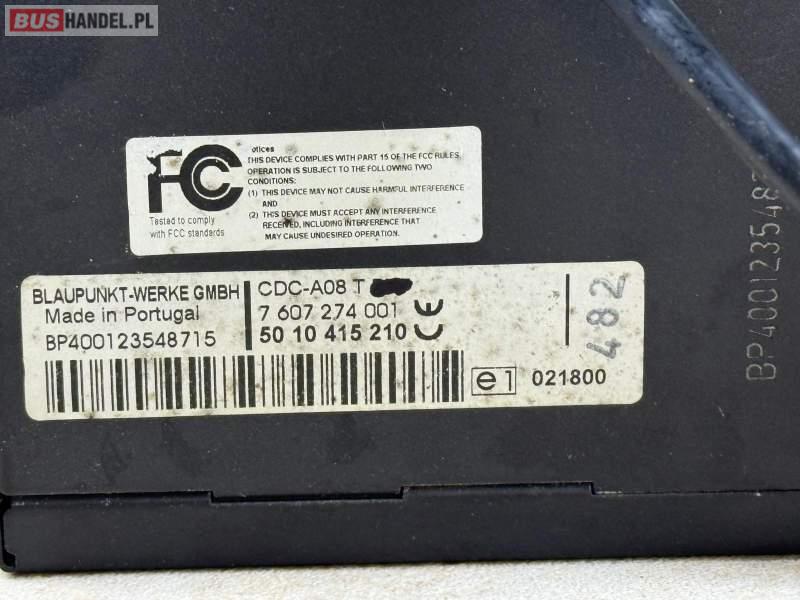 BUSHANDEL.PL
FC
Tested to comply
with FCC standards
otices
THIS DEVICE COMPLIES WITH PART 15 OF THE FCC RULES
OPERATION IS SUBJECT TO THE FOLLOWING TWO
CONDITIONS:
(1) THIS DEVICE MAY NOT CAUSE HARMFUL INTERFERENCE
AND
(2) THIS DEVICE MUST ACCEPT ANY INTERFERENCE
RECEIVED, INCLUDING INTERFERENCE THAT
MAY CAUSE UNDESIRED OPERATION.
BLAUPUNKT-WERKE GMBH
Made in Portugal
BP400123548715
CDC-A08 T
7 607 274 001 CE
50 10 415 210
e1 021800
482
BP4001235487